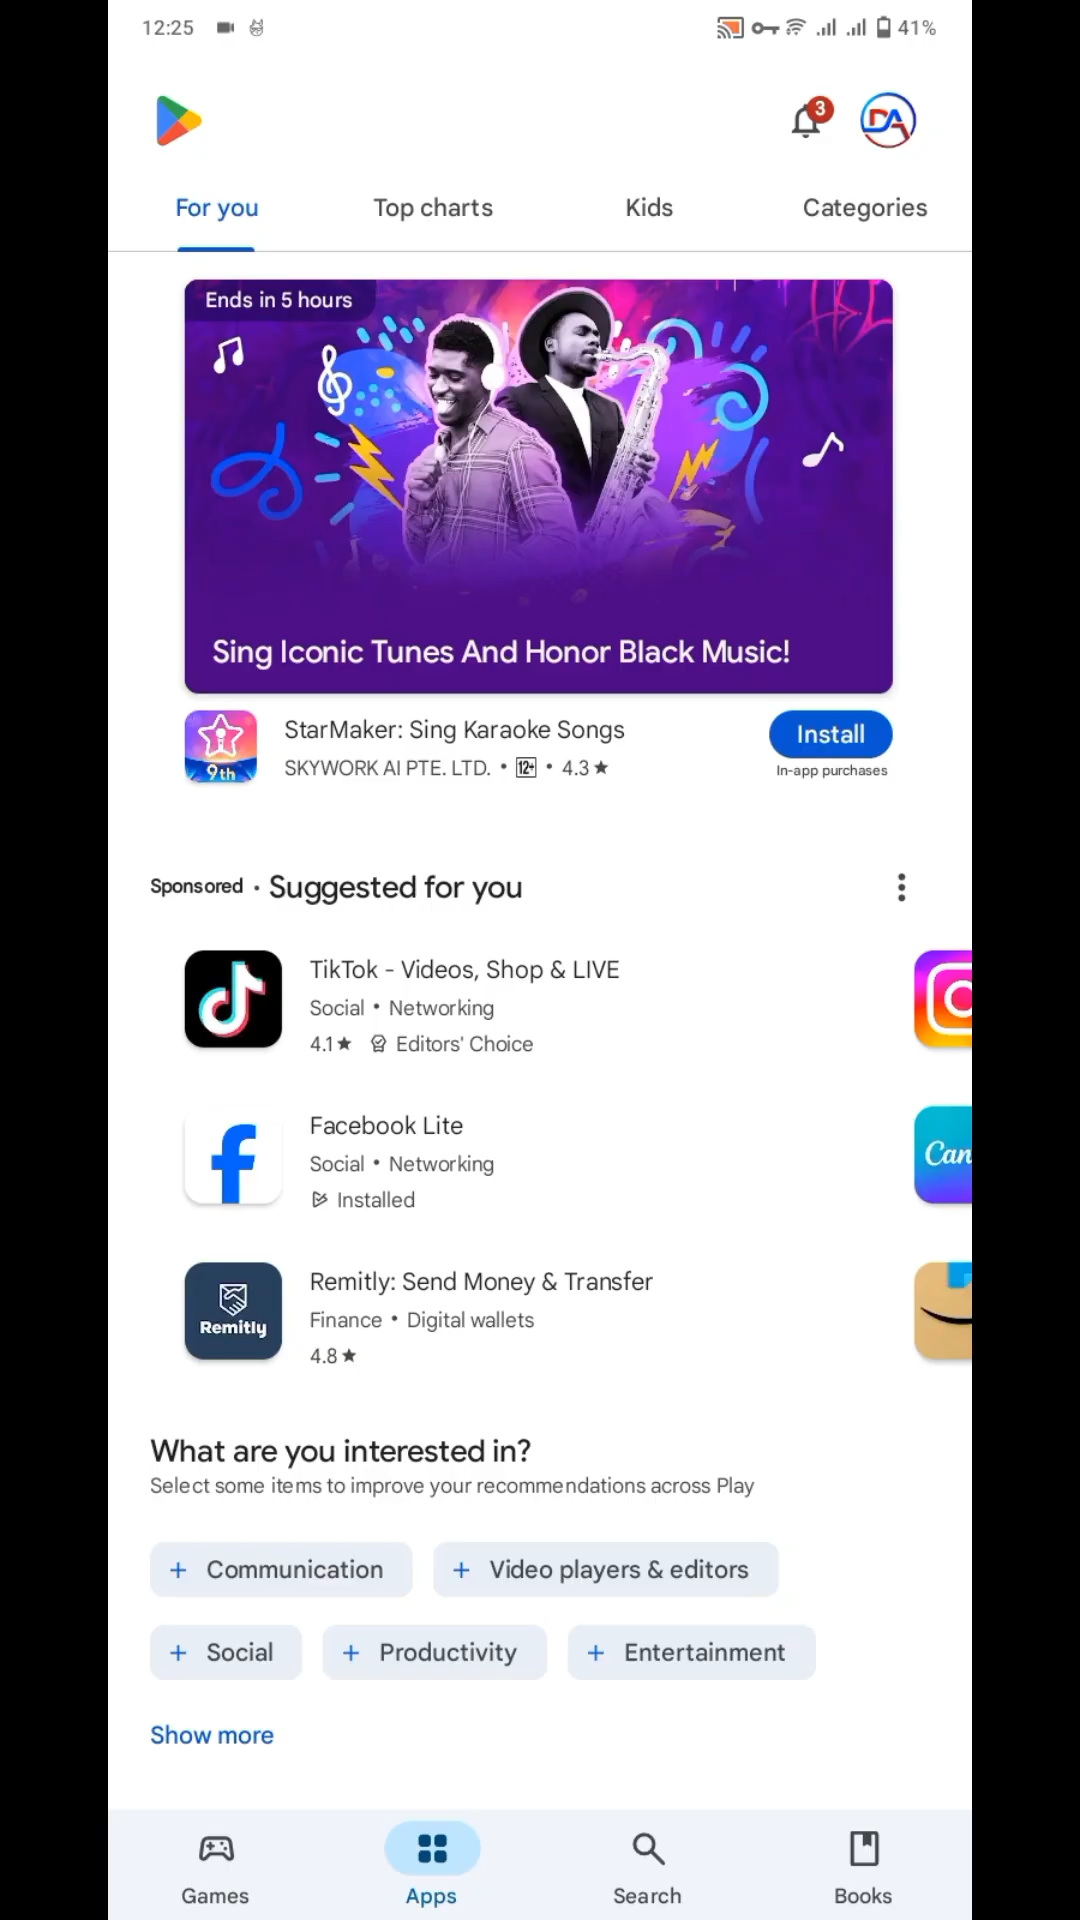 12:25
41%
3
DA
For you
Top charts
Kids
Categories
Ends in 5 hours
Sing Iconic Tunes And Honor Black Music!
StarMaker: Sing Karaoke Songs
SKYWORK AI PTE. LTD. • 12+ • 4.3 ★
9th
Install
In-app purchases
Sponsored • Suggested for you
TikTok - Videos, Shop & LIVE
Social • Networking
4.1 ★ Editors' Choice
Facebook Lite
Social • Networking
Installed
Can
Remitly
Remitly: Send Money & Transfer
Finance • Digital wallets
4.8 ★
What are you interested in?
Select some items to improve your recommendations across Play
+ Communication
+ Video players & editors
+ Social
+ Productivity
+ Entertainment
Show more
Games
Apps
Search
Books